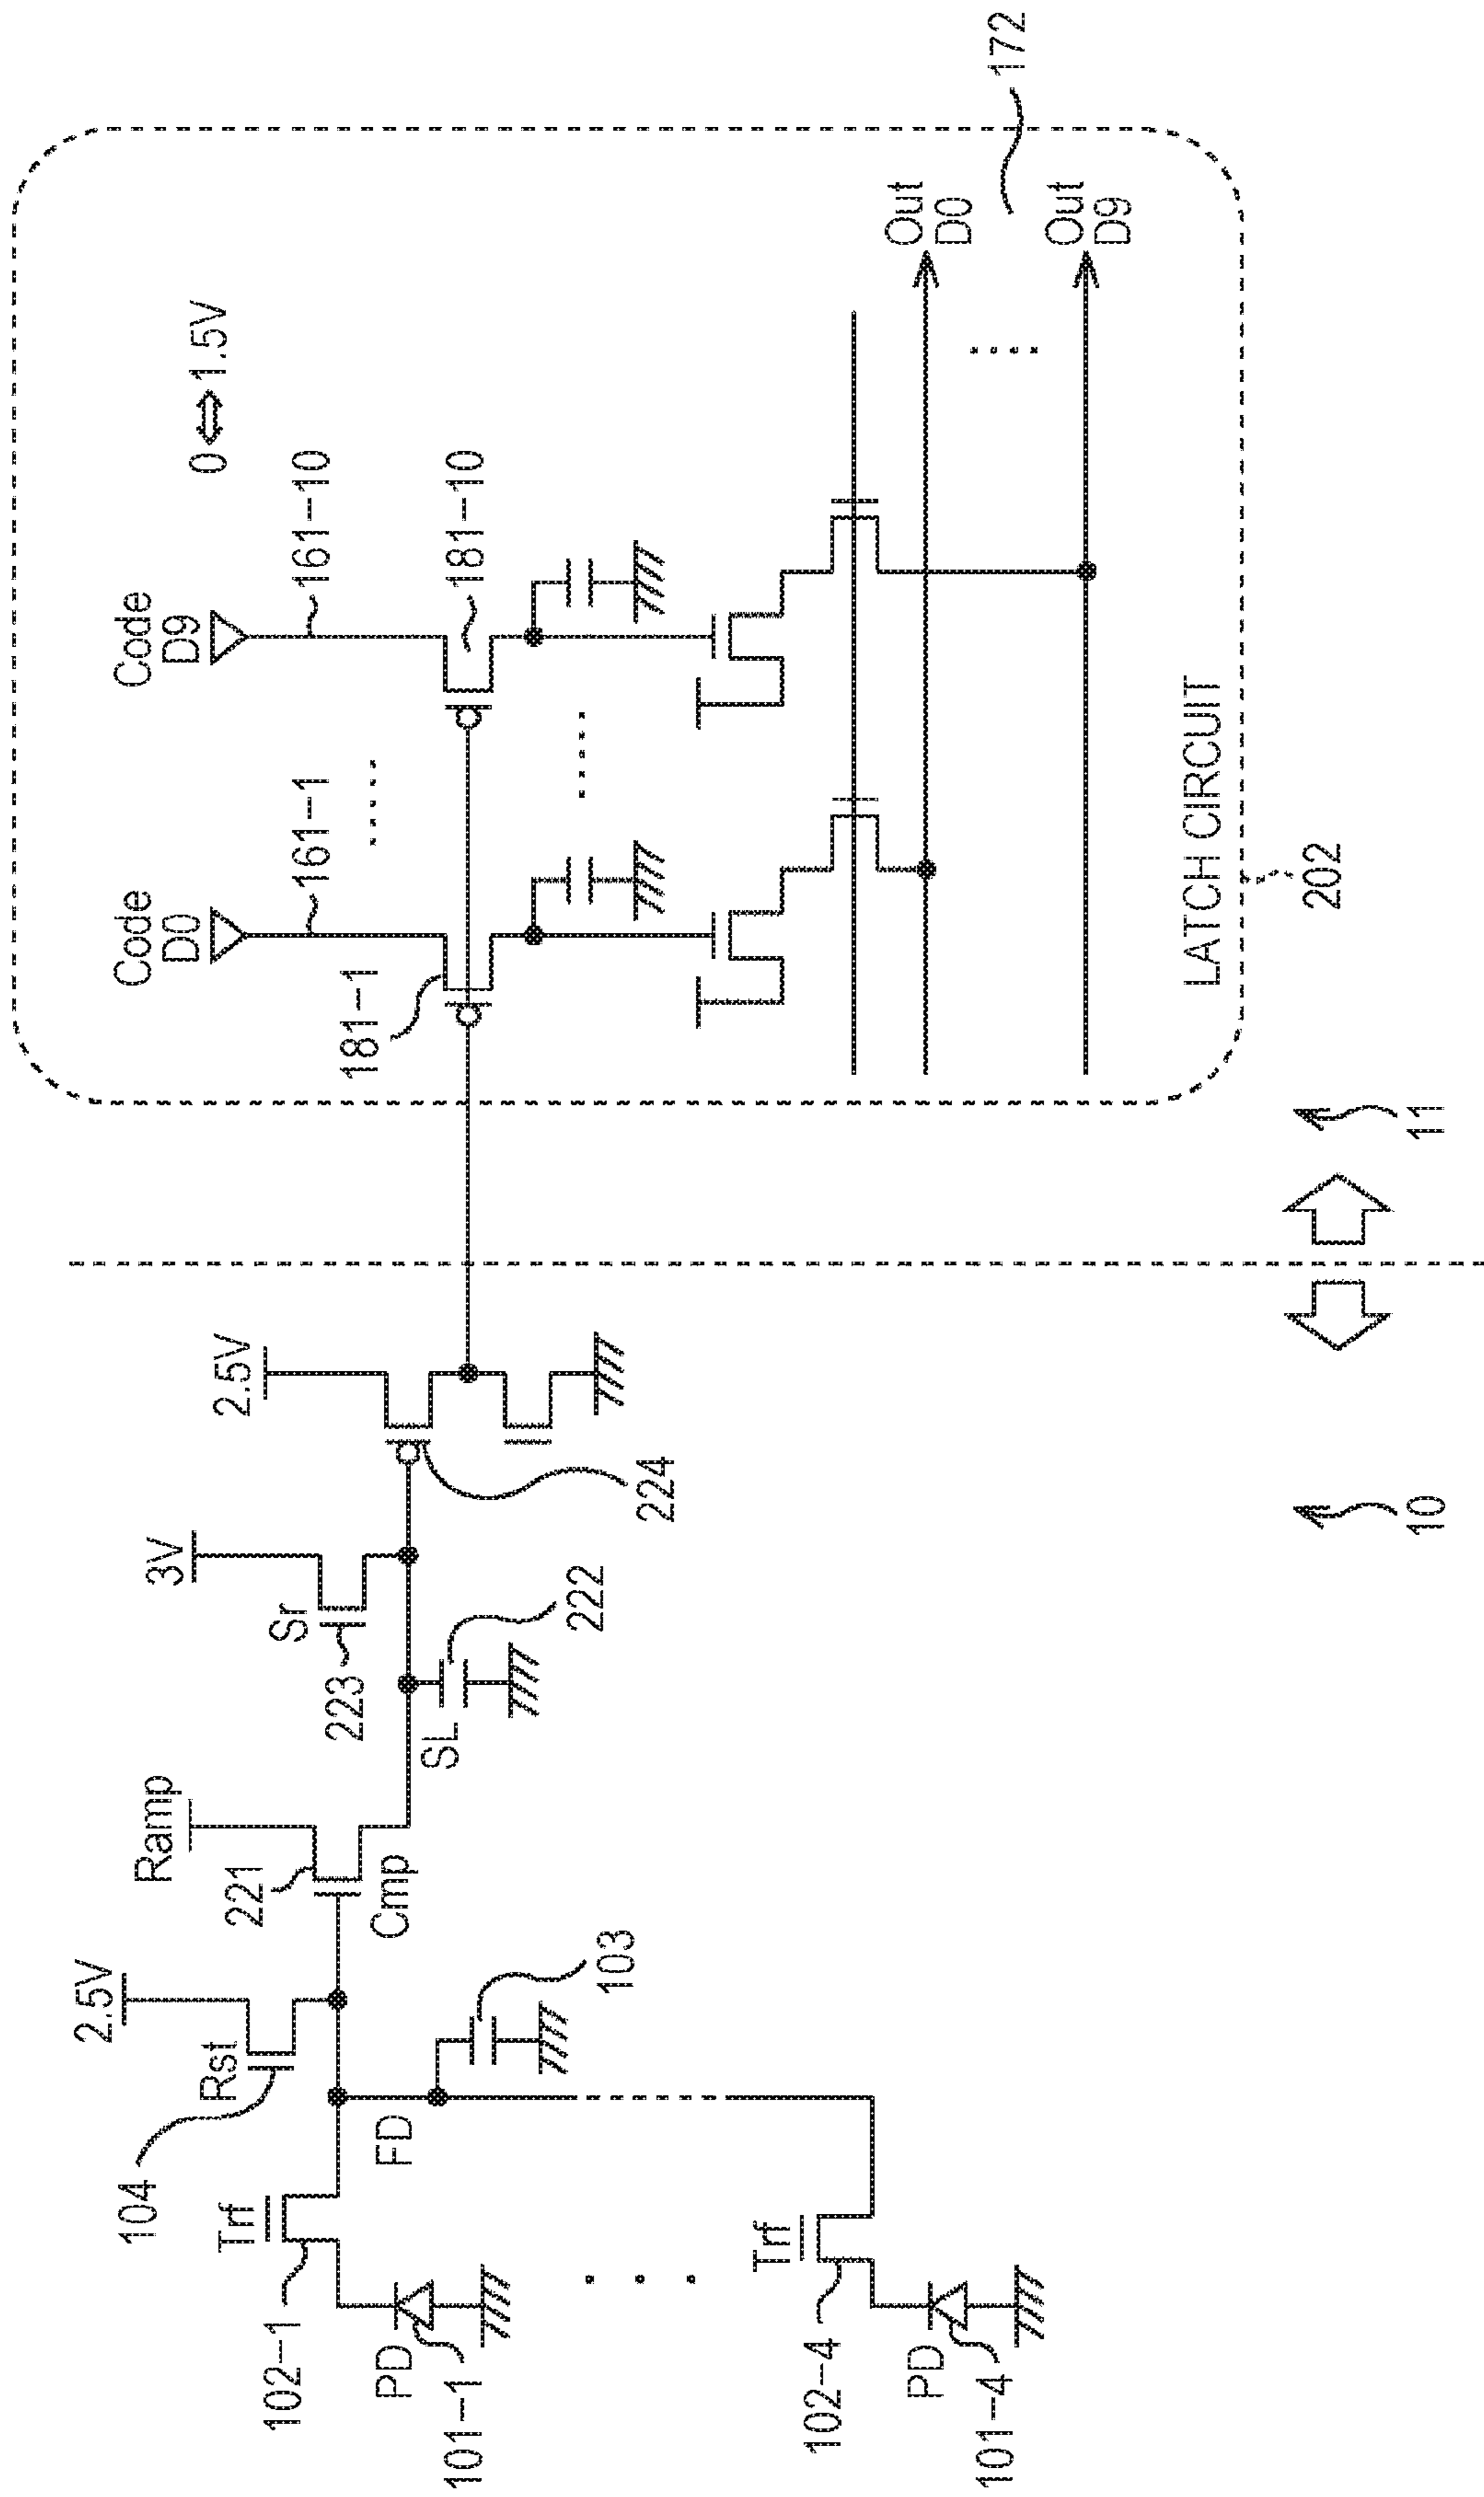 Code
D0
Code
D9
0⇔1.5V
161-1
161-10
181-1
181-10
Out
D0
Out
D9
172
LATCH CIRCUIT
202
2.5V
Rst
104
Trf
102-1
PD
101-1
FD
103
Trf
102-4
PD
101-4
Ramp
221
Cmp
3V
Sr
223
SL
222
2.5V
224
10
11